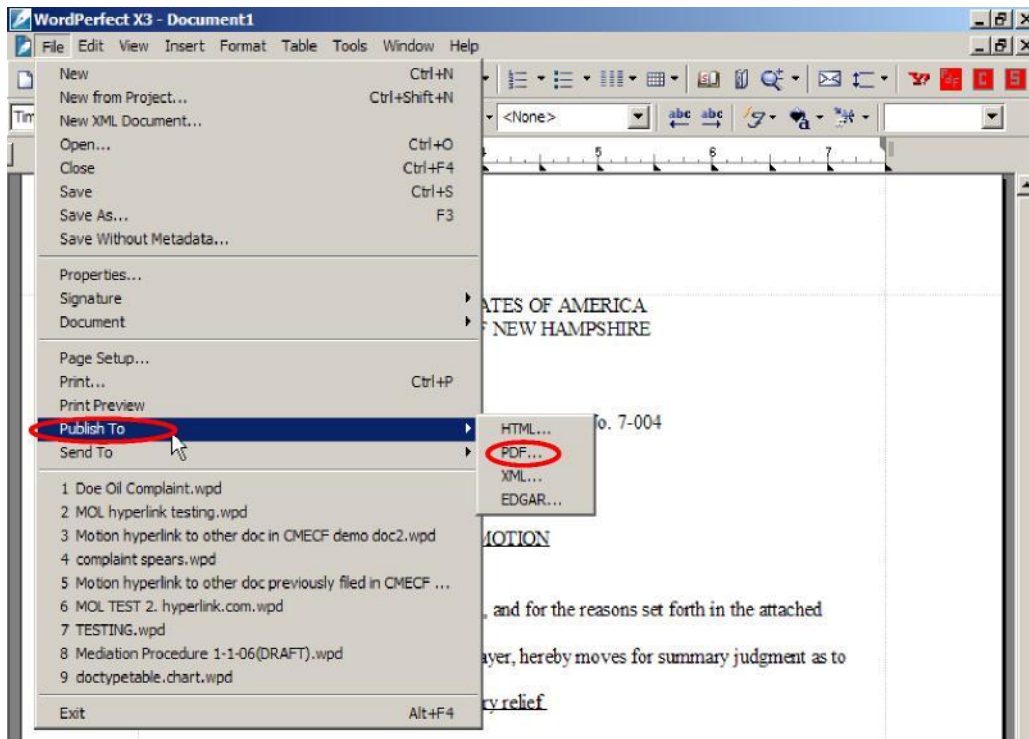 WordPerfect X3 - Document1
File Edit View Insert Format Table Tools Window Help
New Ctrl+N
New from Project... Ctrl+Shift+N
New XML Document...
Open... Ctrl+O
Close Ctrl+F4
Save Ctrl+S
Save As... F3
Save Without Metadata...
Properties...
Signature
Document
Page Setup...
Print... Ctrl+P
Print Preview
Publish To
Send To
1 Doe Oil Complaint.wpd
2 MOL hyperlink testing.wpd
3 Motion hyperlink to other doc in CMECF demo doc2.wpd
4 complaint spears.wpd
5 Motion hyperlink to other doc previously filed in CMECF ...
6 MOL TEST 2. hyperlink.com.wpd
7 TESTING.wpd
8 Mediation Procedure 1-1-06(DRAFT).wpd
9 doctypetable.chart.wpd
Exit Alt+F4
HTML...
PDF...
XML...
EDGAR...
Tim
<None>
abc abc
5 6 7
ATES OF AMERICA
F NEW HAMPSHIRE
o. 7-004
MOTION
, and for the reasons set forth in the attached
ayer, hereby moves for summary judgment as to
ry relief